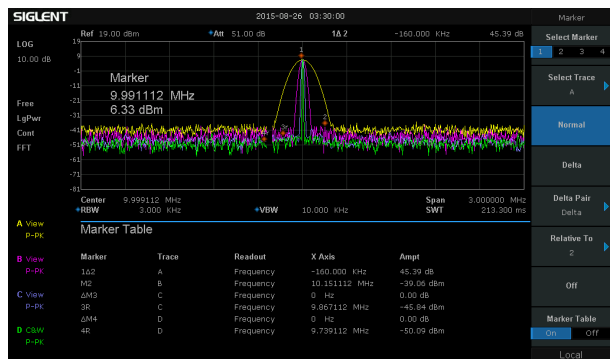 SIGLENT 2015-08-26 03:30:00 Marker
LOG Ref 19.00 dBm *Att 51.00 dB 1Δ 2 -160.000 KHz 45.39 dB
10.00 dB
Free
LgPwr
Cont
FFT
19
9
-1
-11
-21
-31
-41
-51
-61
-71
-81
1
2
Marker
9.991112 MHz
6.33 dBm
Center 9.999112 MHz Span 3.000000 MHz
*RBW 3.000 KHz *VBW 10.000 KHz SWT 213.300 ms
A View
P-PK
B View
P-PK
C View
P-PK
D C&W
P-PK
Marker Table
Marker Trace Readout X Axis Ampt
1Δ2 A Frequency -160.000 KHz 45.39 dB
M2 B Frequency 10.151112 MHz -39.06 dBm
ΔM3 C Frequency 0 Hz 0.00 dB
3R C Frequency 9.867112 MHz -45.84 dBm
ΔM4 D Frequency 0 Hz 0.00 dB
4R D Frequency 9.739112 MHz -50.09 dBm
Select Marker
1 2 3 4
Select Trace
A
Normal
Delta
Delta Pair
Delta
Relative To
2
Off
Marker Table
On Off
Local